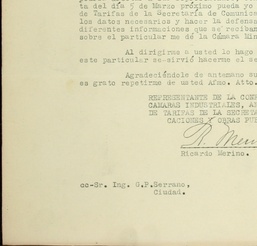 ta del día 5 de Marzo próximo pueda yo
de Tarifas de la Secretaría de Comunica
los datos necesarios y hacer la defensa
diferentes informaciones que se reciban
sobre el particular me de la Cámara Min
Al dirigirme a usted lo hago
este particular se sirvió hacerme el se
Agradeciéndole de antemano su
es grato repetirme de usted Afmo. Atto.
REPRESENTANTE DE LA CONF
CAMARAS INDUSTRIALES, AN
DE TARIFAS DE LA SECRETA
CACIONES Y OBRAS PUB
R. Meri
Ricardo Merino.
cc-Sr. Ing. G.P.Serrano,
Ciudad.